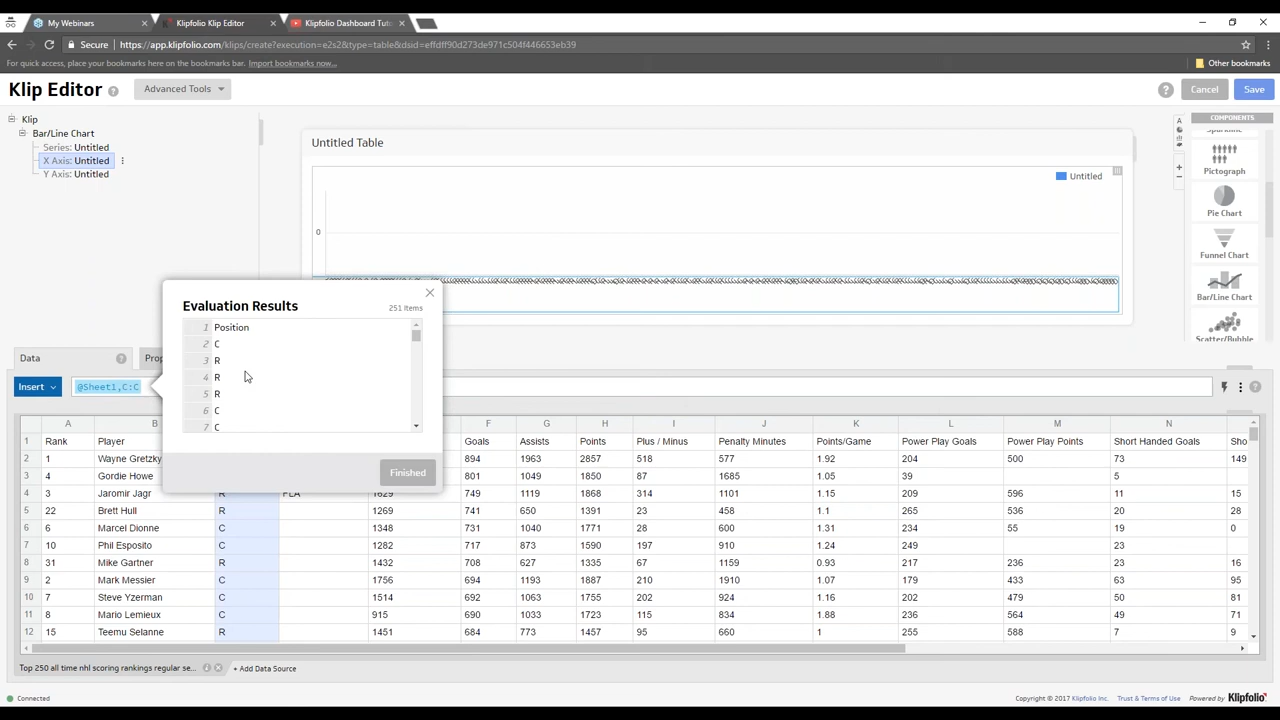 My Webinars
Klipfolio Klip Editor
Klipfolio Dashboard Tuto
Secure
https://app.klipfolio.com/klips/create?execution=e2s2&type=table&dsid=effdff90d273de971c504f446653eb39
For quick access, place your bookmarks here on the bookmarks bar. Import bookmarks now...
Other bookmarks
Klip Editor
Advanced Tools
Cancel
Save
Klip
Bar/Line Chart
Series: Untitled
X Axis: Untitled
Y Axis: Untitled
Untitled Table
Untitled
0
COMPONENTS
Sparkline
Pictograph
Pie Chart
Funnel Chart
Bar/Line Chart
Scatter/Bubble
Evaluation Results
251 Items
1 Position
2 C
3 R
4 R
5 R
6 C
7 C
Finished
Data
Prop
Insert
@Sheet1,C:C
A B F G H I J K L M N
1 Rank Player Goals Assists Points Plus / Minus Penalty Minutes Points/Game Power Play Goals Power Play Points Short Handed Goals Sho
2 1 Wayne Gretzky 894 1963 2857 518 577 1.92 204 500 73 149
3 4 Gordie Howe 801 1049 1850 87 1685 1.05 39 5
4 3 Jaromir Jagr R FLA 1629 749 1119 1868 314 1101 1.15 209 596 11 15
5 22 Brett Hull R 1269 741 650 1391 23 458 1.1 265 536 20 28
6 6 Marcel Dionne C 1348 731 1040 1771 28 600 1.31 234 55 19 0
7 10 Phil Esposito C 1282 717 873 1590 197 910 1.24 249 23
8 31 Mike Gartner R 1432 708 627 1335 67 1159 0.93 217 236 23 16
9 2 Mark Messier C 1756 694 1193 1887 210 1910 1.07 179 433 63 95
10 7 Steve Yzerman C 1514 692 1063 1755 202 924 1.16 202 479 50 81
11 8 Mario Lemieux C 915 690 1033 1723 115 834 1.88 236 564 49 71
12 15 Teemu Selanne R 1451 684 773 1457 95 660 1 255 588 7 9
Top 250 all time nhl scoring rankings regular se...
+ Add Data Source
Connected
Copyright © 2017 Klipfolio Inc. Trust & Terms of Use Powered by Klipfolio